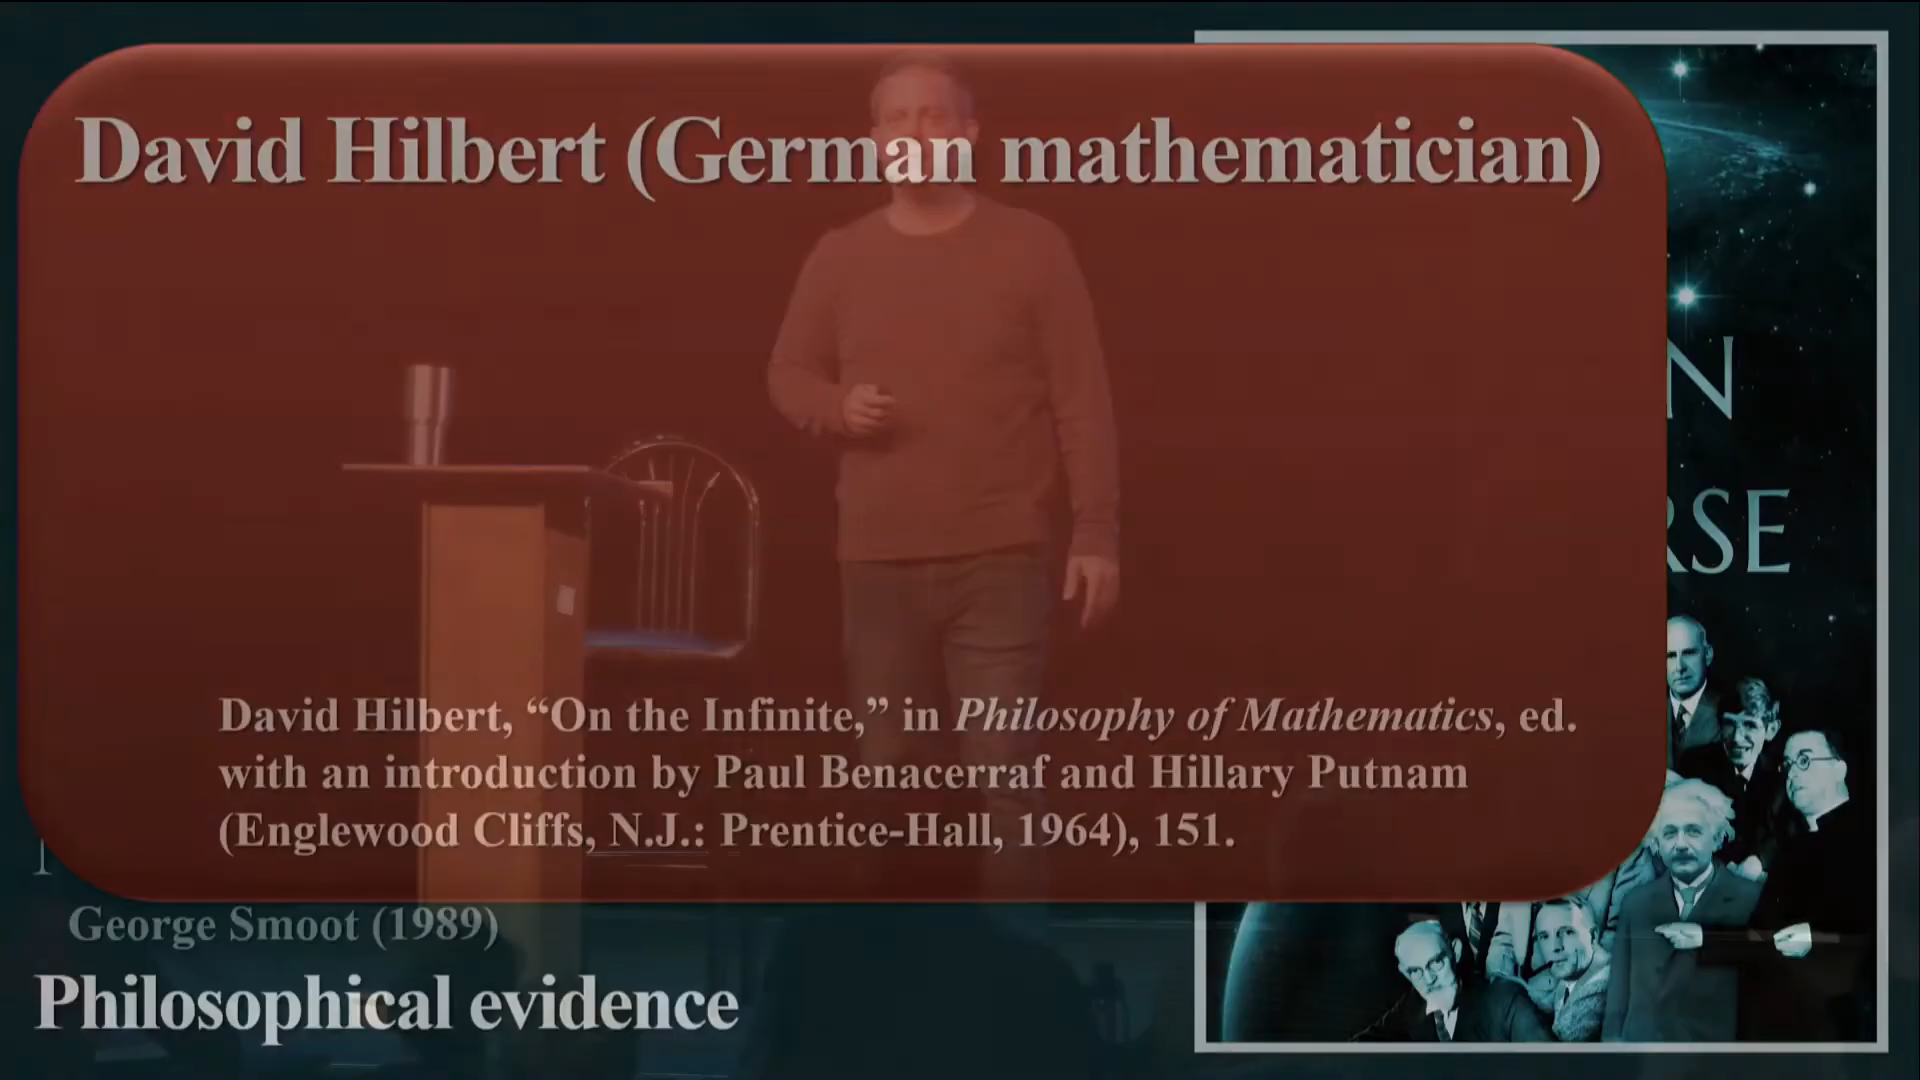 David Hilbert (German mathematician)
David Hilbert, “On the Infinite,” in Philosophy of Mathematics, ed.
with an introduction by Paul Benacerraf and Hillary Putnam
(Englewood Cliffs, N.J.: Prentice-Hall, 1964), 151.
George Smoot (1989)
Philosophical evidence